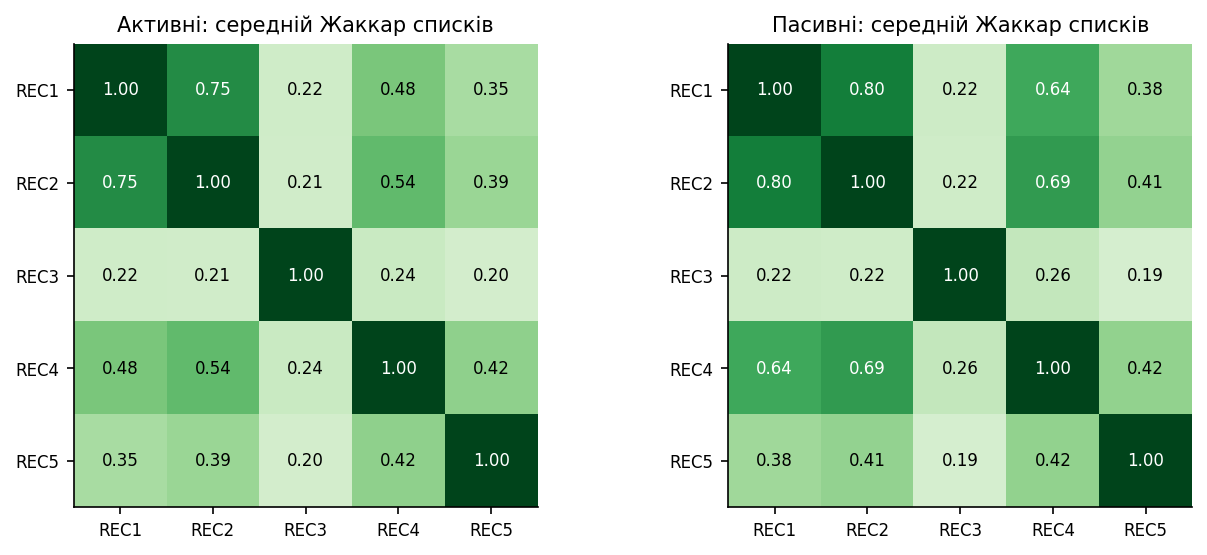 Активні: середній Жаккар списків
REC1 1.00 0.75 0.22 0.48 0.35
REC2 0.75 1.00 0.21 0.54 0.39
REC3 0.22 0.21 1.00 0.24 0.20
REC4 0.48 0.54 0.24 1.00 0.42
REC5 0.35 0.39 0.20 0.42 1.00
REC1 REC2 REC3 REC4 REC5
Пасивні: середній Жаккар списків
REC1 1.00 0.80 0.22 0.64 0.38
REC2 0.80 1.00 0.22 0.69 0.41
REC3 0.22 0.22 1.00 0.26 0.19
REC4 0.64 0.69 0.26 1.00 0.42
REC5 0.38 0.41 0.19 0.42 1.00
REC1 REC2 REC3 REC4 REC5